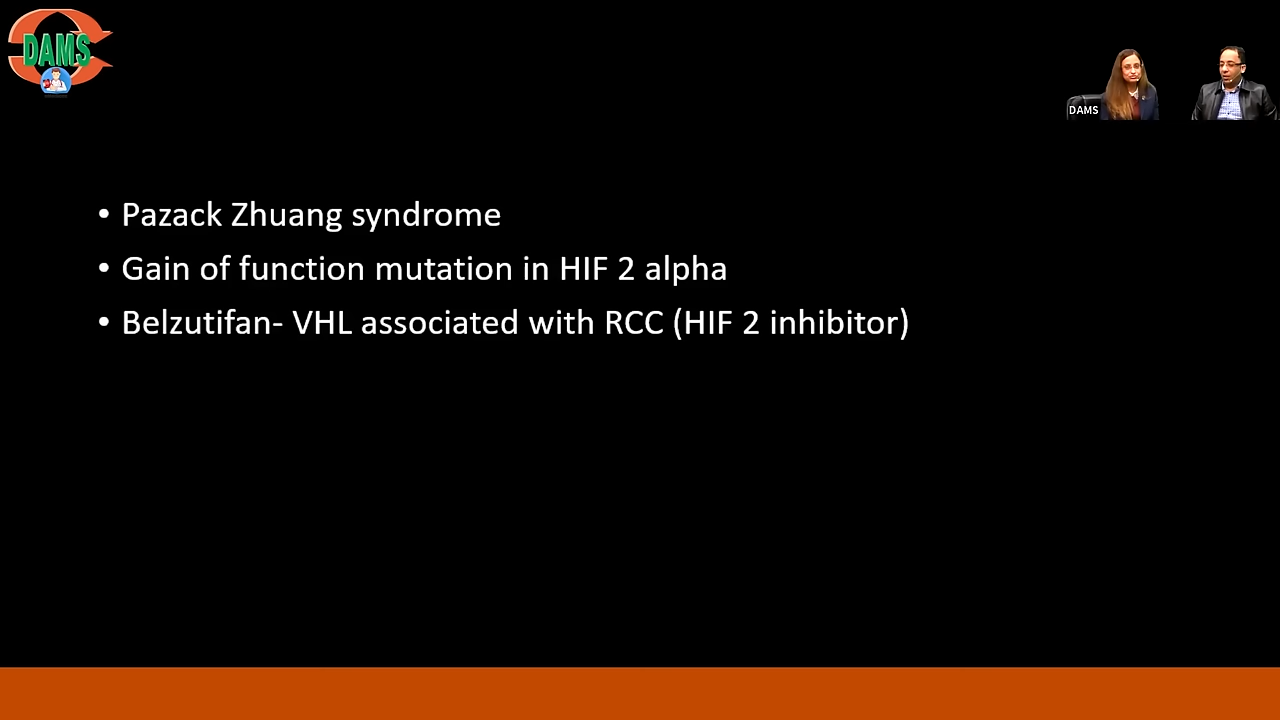 DAMS
DAMS
• Pazack Zhuang syndrome
• Gain of function mutation in HIF 2 alpha
• Belzutifan- VHL associated with RCC (HIF 2 inhibitor)